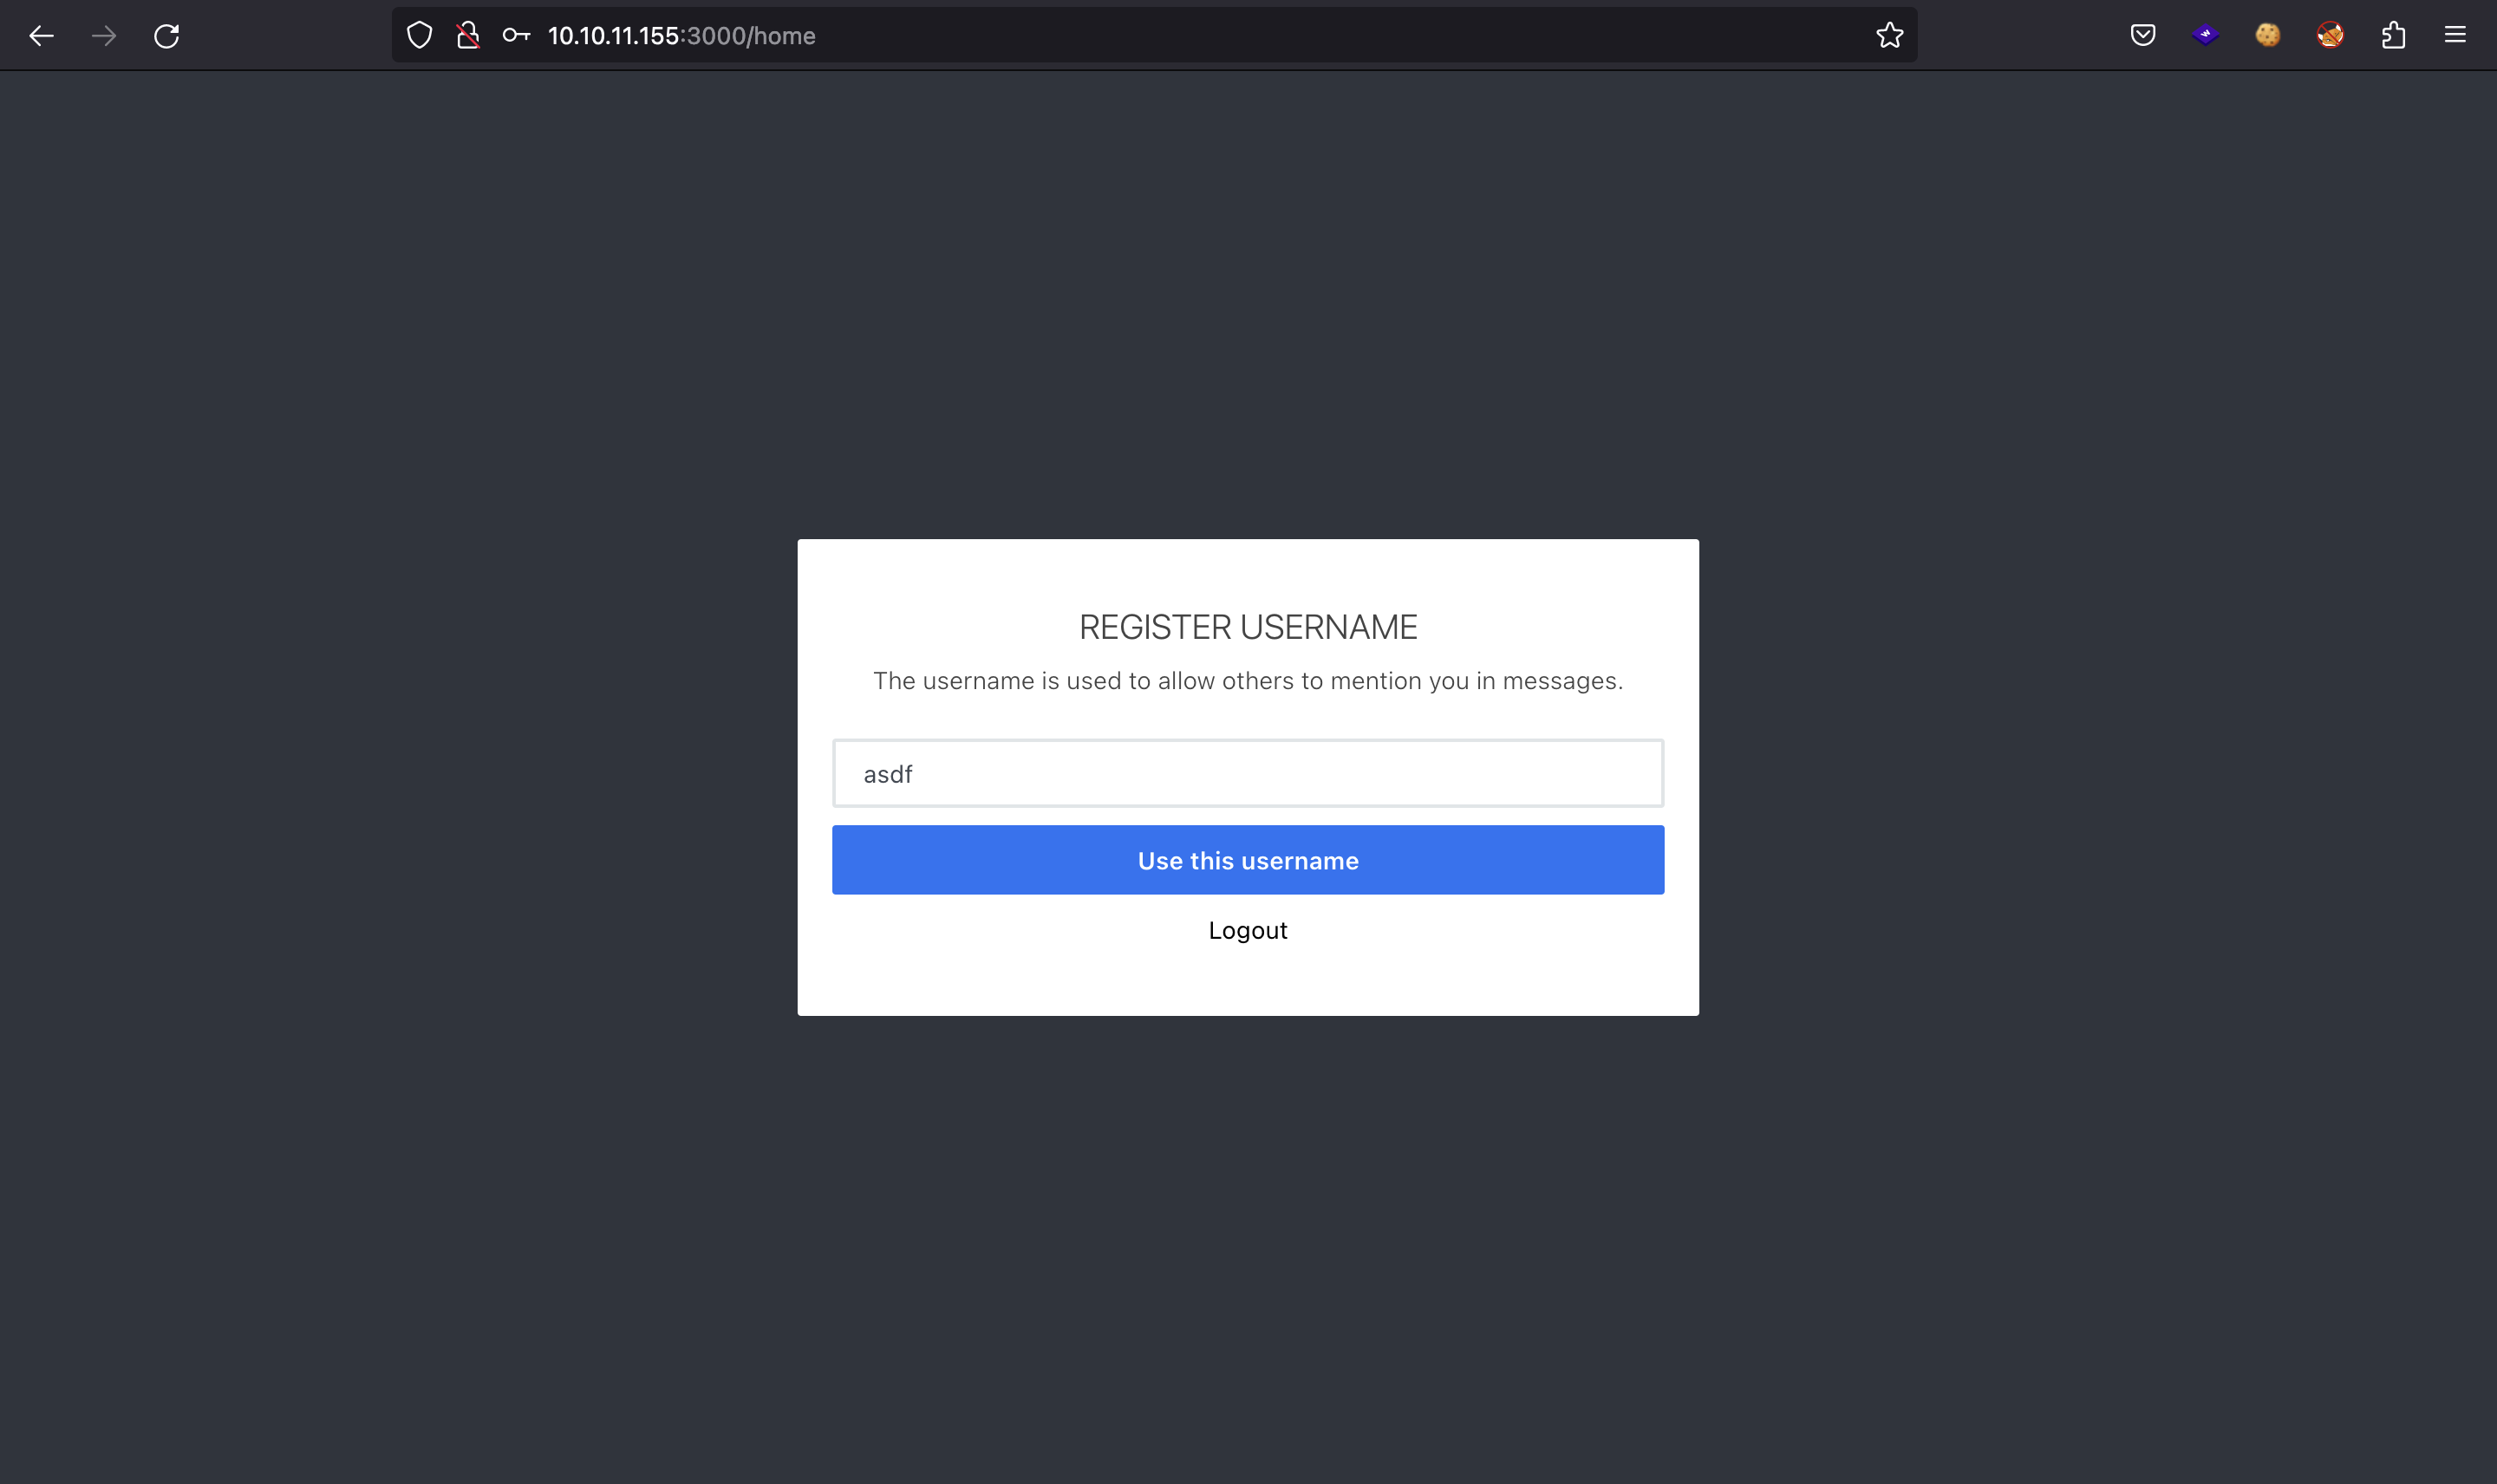 10.10.11.155:3000/home
REGISTER USERNAME
The username is used to allow others to mention you in messages.
asdf
Use this username
Logout